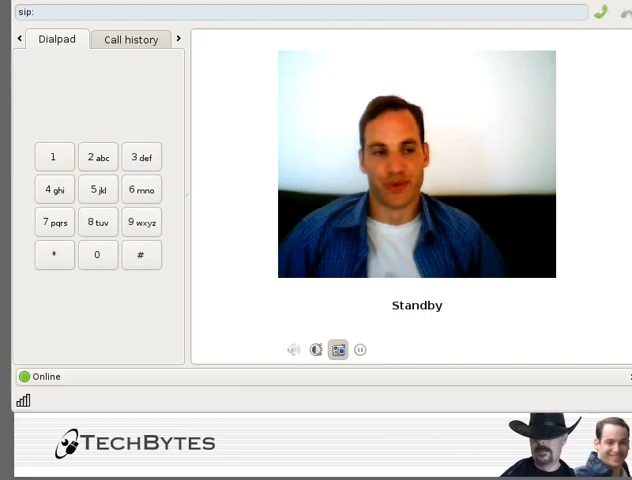 sip:
Dialpad
Call history
1
2 abc
3 def
4 ghi
5 jkl
6 mno
7 pqrs
8 tuv
9 wxyz
*
0
#
Standby
Online
TECHBYTES